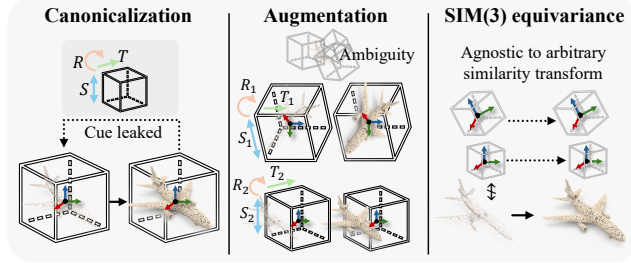 Canonicalization
R T
S
Cue leaked
Augmentation
Ambiguity
R₁ T₁
S₁
R₂ T₂
S₂
SIM(3) equivariance
Agnostic to arbitrary
similarity transform